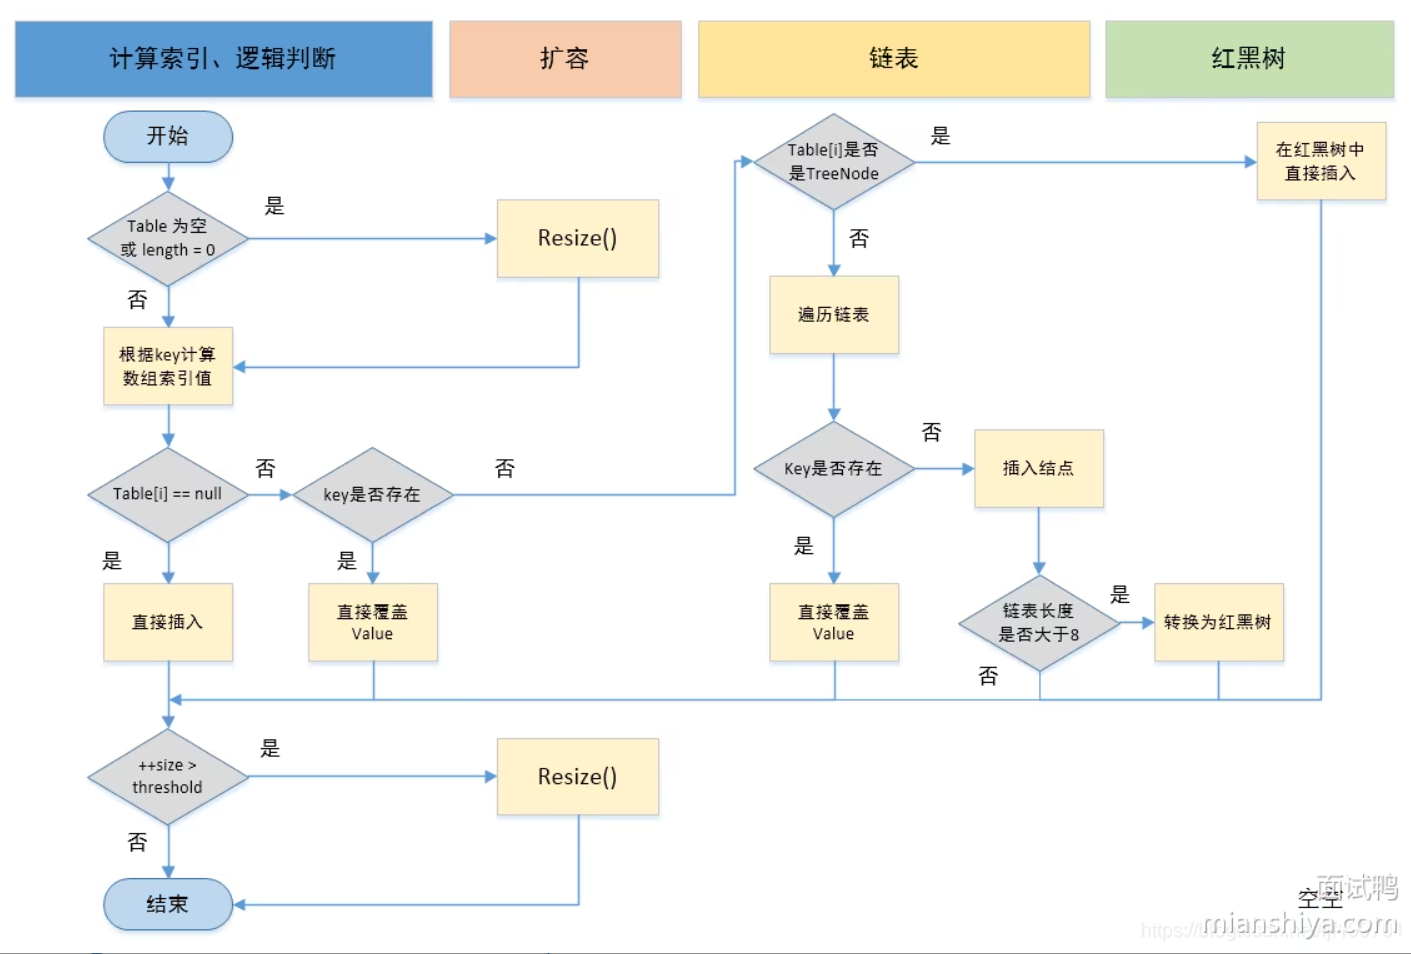 计算索引、逻辑判断
扩容
链表
红黑树
开始
Table 为空
或 length = 0
是
Resize()
否
根据key计算
数组索引值
Table[i] == null
否
key是否存在
否
是
直接插入
是
直接覆盖
Value
Table[i]是否
是TreeNode
是
在红黑树中
直接插入
否
遍历链表
Key是否存在
否
插入结点
是
直接覆盖
Value
链表长度
是否大于8
是
转换为红黑树
否
++size >
threshold
是
Resize()
否
结束
空空
面试鸭
mianshiya.com